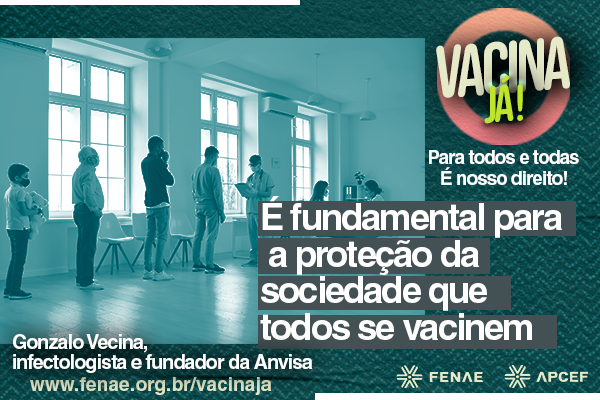 VACINA
JÁ!
Para todos e todas
É nosso direito!
É fundamental para
a proteção da
sociedade que
todos se vacinem
Gonzalo Vecina,
infectologista e fundador da Anvisa
www.fenae.org.br/vacinaja
FENAE APCEF